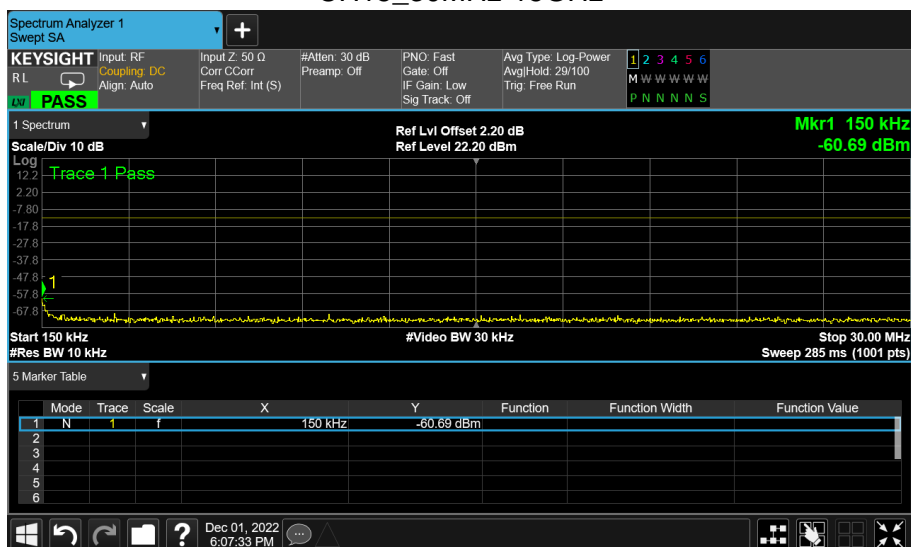 Spectrum Analyzer 1
Swept SA
KEYSIGHT
RL
LXI PASS
Input: RF
Coupling: DC
Align: Auto
Input Z: 50 Ω
Corr CCorr
Freq Ref: Int (S)
#Atten: 30 dB
Preamp: Off
PNO: Fast
Gate: Off
IF Gain: Low
Sig Track: Off
Avg Type: Log-Power
Avg|Hold: 29/100
Trig: Free Run
1 2 3 4 5 6
M W W W W W
P N N N N S
1 Spectrum
Scale/Div 10 dB
Ref Lvl Offset 2.20 dB
Ref Level 22.20 dBm
Mkr1 150 kHz
-60.69 dBm
Log
Trace 1 Pass
12.2
2.20
-7.80
-17.8
-27.8
-37.8
-47.8
1
-57.8
-67.8
Start 150 kHz
#Video BW 30 kHz
Stop 30.00 MHz
#Res BW 10 kHz
Sweep 285 ms (1001 pts)
5 Marker Table
Mode Trace Scale X Y Function Function Width Function Value
1 N 1 f 150 kHz -60.69 dBm
2
3
4
5
6
? Dec 01, 2022
6:07:33 PM